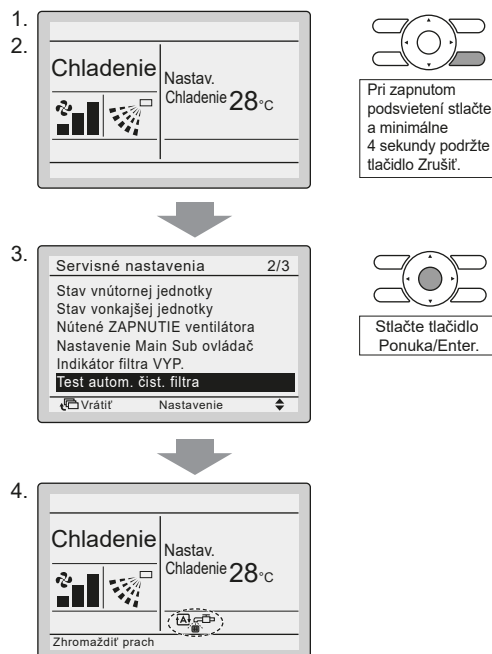 1.
2.
Chladenie
Nastav.
Chladenie 28°C
Pri zapnutom
podsvietení stlačte
a minimálne
4 sekundy podržte
tlačidlo Zrušiť.
3.
Servisné nastavenia 2/3
Stav vnútornej jednotky
Stav vonkajšej jednotky
Nútené ZAPNUTIE ventilátora
Nastavenie Main Sub ovládač
Indikátor filtra VYP.
Test autom. čist. filtra
Vrátiť Nastavenie
Stlačte tlačidlo
Ponuka/Enter.
4.
Chladenie
Nastav.
Chladenie 28°C
A
Zhromaždiť prach